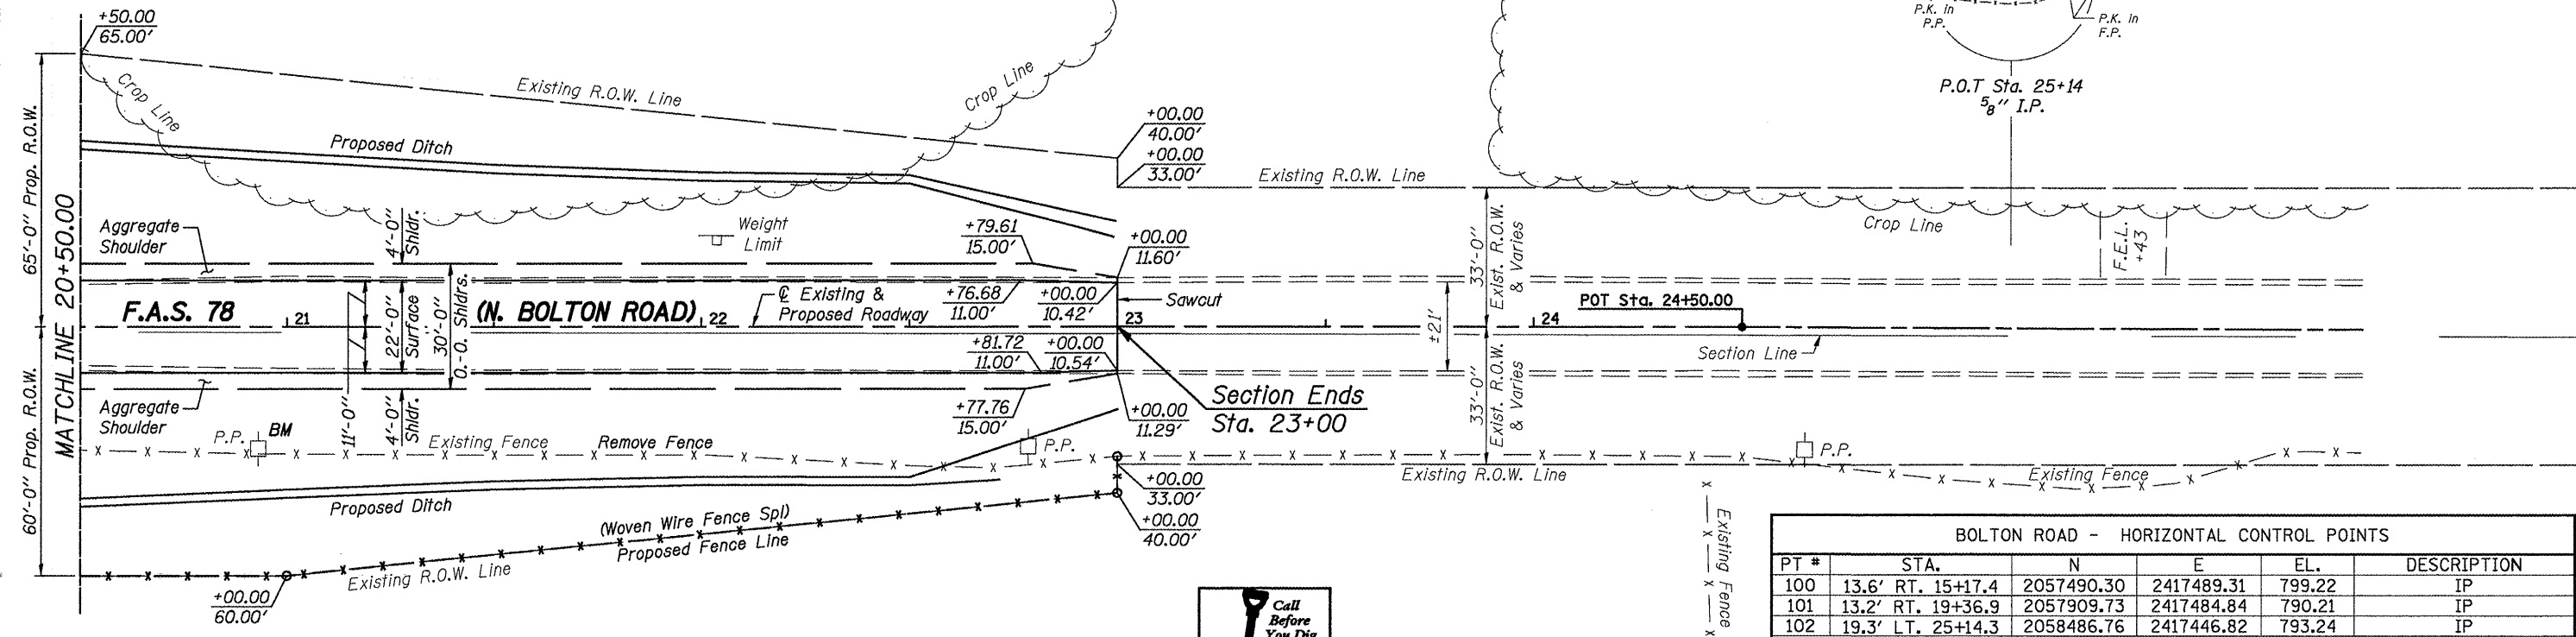 +50.00
65.00'
P.K. in
P.P.
P.K. in
F.P.
P.O.T Sta. 25+14
5/8" I.P.
Crop Line
Existing R.O.W. Line
Crop Line
65'-0" Prop. R.O.W.
MATCHLINE 20+50.00
60'-0" Prop. R.O.W.
Proposed Ditch
+00.00
40.00'
+00.00
33.00'
Existing R.O.W. Line
Crop Line
F.E.L.
+43
Aggregate
Shoulder
4'-0"
Shldr.
Weight
Limit
+79.61
15.00'
+00.00
11.60'
33'-0"
Exist. R.O.W.
& Varies
F.A.S. 78
21
11'-0"
22'-0"
Surface
30'-0"
O.-O. Shldrs.
(N. BOLTON ROAD)
22
℄ Existing &
Proposed Roadway
+76.68
11.00'
+00.00
10.42'
Sawcut
23
±21'
24
POT Sta. 24+50.00
Section Line
+81.72
11.00'
+00.00
10.54'
Section Ends
Sta. 23+00
33'-0"
Exist. R.O.W.
& Varies
Aggregate
Shoulder
4'-0"
Shldr.
+77.76
15.00'
+00.00
11.29'
P.P.
BM
Existing Fence
Remove Fence
P.P.
P.P.
Existing R.O.W. Line
Existing Fence
+00.00
33.00'
+00.00
40.00'
Proposed Ditch
(Woven Wire Fence Spl)
Proposed Fence Line
Existing R.O.W. Line
+00.00
60.00'
Existing Fence
Call
Before
You Dig
BOLTON ROAD - HORIZONTAL CONTROL POINTS
PT # STA. N E EL. DESCRIPTION
100 13.6' RT. 15+17.4 2057490.30 2417489.31 799.22 IP
101 13.2' RT. 19+36.9 2057909.73 2417484.84 790.21 IP
102 19.3' LT. 25+14.3 2058486.76 2417446.82 793.24 IP